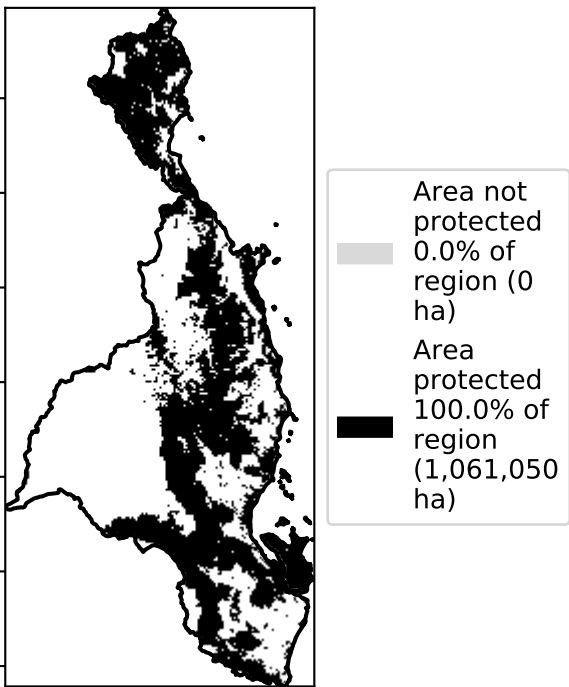 Area not
protected
0.0% of
region (0
ha)
Area
protected
100.0% of
region
(1,061,050
ha)